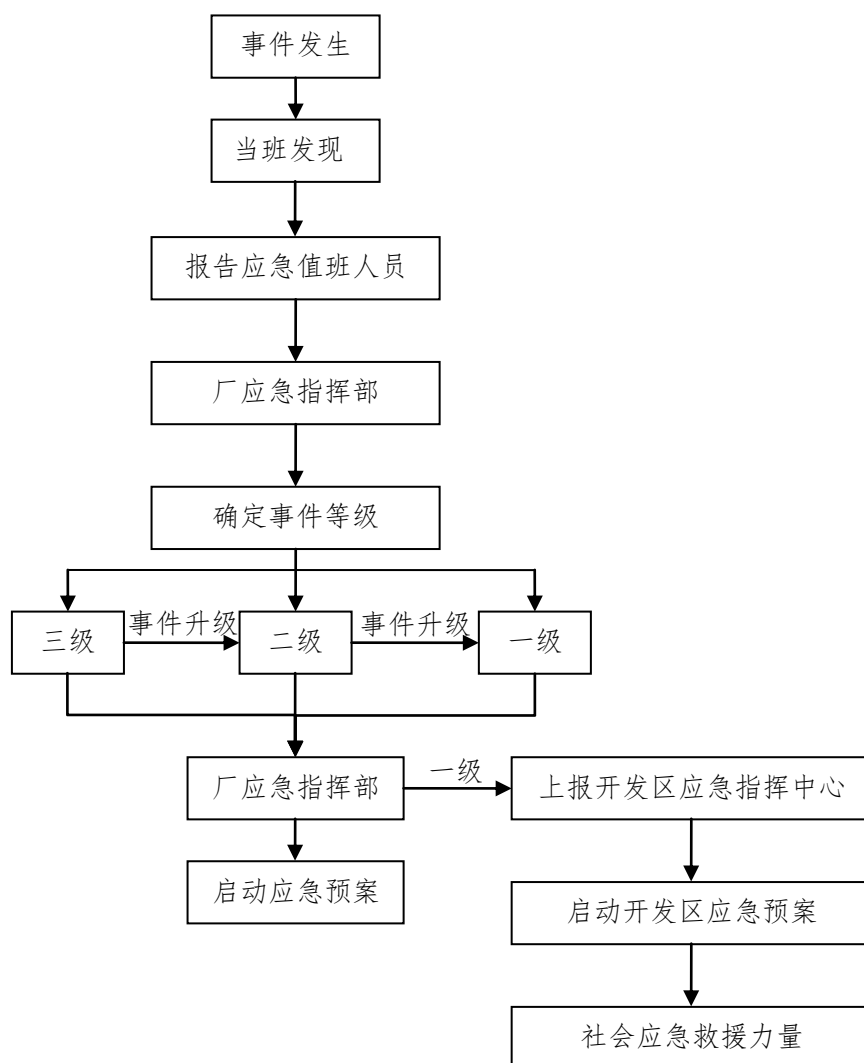 事件发生
当班发现
报告应急值班人员
厂应急指挥部
确定事件等级
三级 事件升级 二级 事件升级 一级
厂应急指挥部 一级 上报开发区应急指挥中心
启动应急预案 启动开发区应急预案
社会应急救援力量